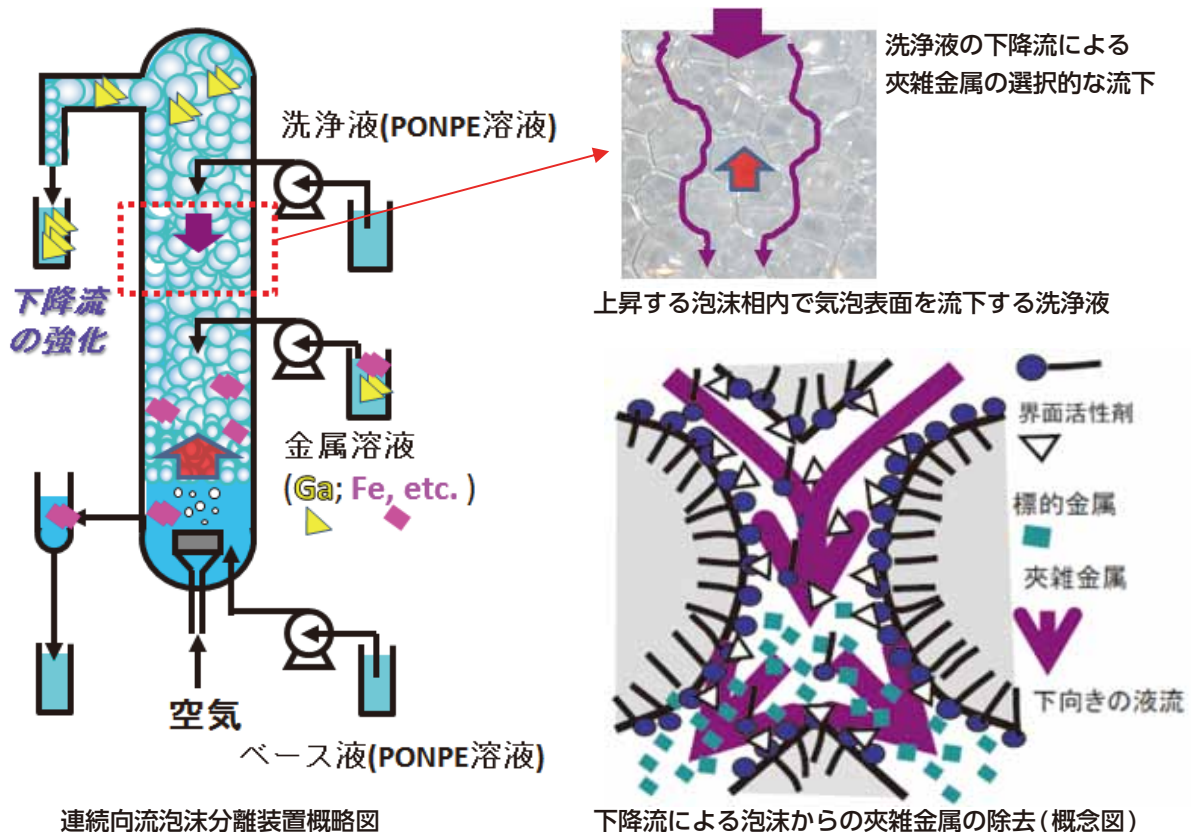 洗浄液(PONPE溶液)
下降流
の強化
金属溶液
(Ga; Fe, etc. )
空気
ベース液(PONPE溶液)
連続向流泡沫分離装置概略図
洗浄液の下降流による
夾雑金属の選択的な流下
上昇する泡沫相内で気泡表面を流下する洗浄液
界面活性剤
標的金属
夾雑金属
下向きの液流
下降流による泡沫からの夾雑金属の除去(概念図)